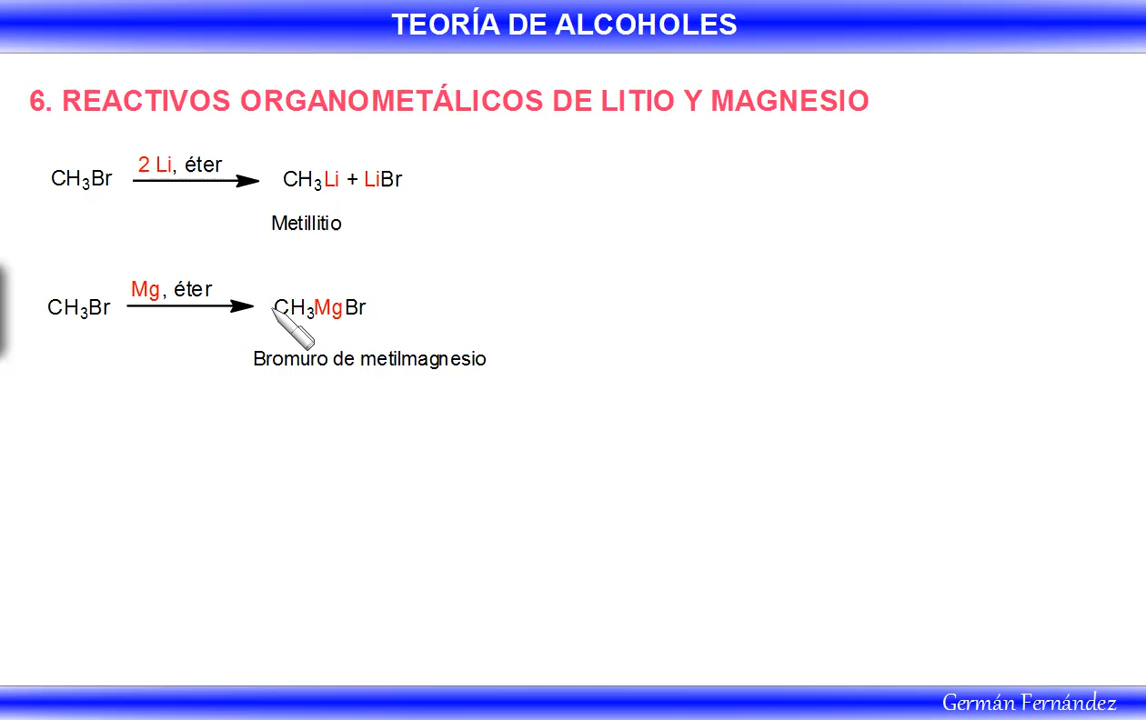 TEORÍA DE ALCOHOLES
6. REACTIVOS ORGANOMETÁLICOS DE LITIO Y MAGNESIO
2 Li, éter
CH₃Br CH₃Li + LiBr
Metillitio
Mg, éter
CH₃Br CH₃MgBr
Bromuro de metilmagnesio
Germán Fernández